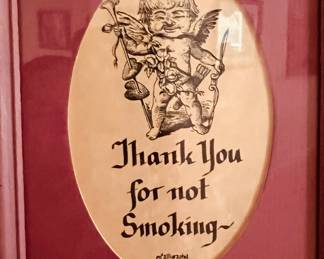 Thank You
for not
Smoking~